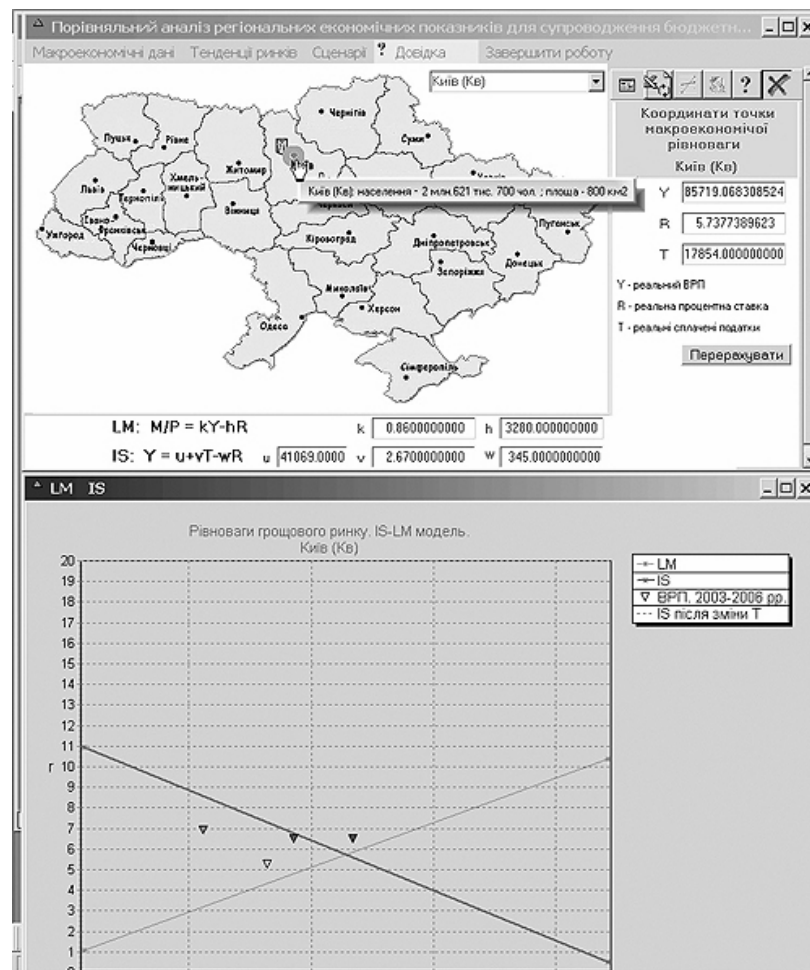 Порівняльний аналіз регіональних економічних показників для супроводження бюджетн...
Макроекономічні дані Тенденції ринків Сценарії ? Довідка Завершити роботу
Київ (Кв)
?
Координати точки
макроекономічої
рівноваги
Київ (Кв)
Y 85719.068308524
R 5.7377389623
T 17854.000000000
Y - реальний ВРП
R - реальна процентна ставка
T - реальні сплачені податки
Перерахувати
Чернігів
Суми
Луцьк
Рівне
Житомир
Львів
Тернопіль
Хмель-
ницький
Київ (Кв): населення - 2 млн.621 тис. 700 чол. ; площа - 800 км2
Вінниця
Івано-
Франківськ
Ужгород
Чернівці
Кіровоград
Дніпропетровськ
Луганськ
Запоріжжя
Донецьк
Миколаїв
Херсон
Одеса
Сімферопіль
LM: M/P = kY-hR k 0.8600000000 h 3280.000000000
IS: Y = u+vT-wR u 41069.0000 v 2.6700000000 w 345.0000000000
LM IS
Рівноваги грощового ринку. IS-LM модель.
Київ (Кв)
LM
IS
ВРП. 2003-2006 рр.
IS після зміни T
20
19
18
17
16
15
14
13
12
11
r 10
9
8
7
6
5
4
3
2
1